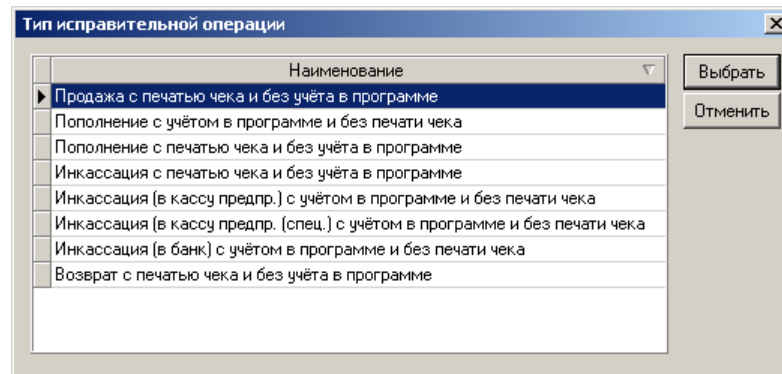 Тип исправительной операции
Наименование
Выбрать
Продажа с печатью чека и без учёта в программе
Отменить
Пополнение с учётом в программе и без печати чека
Пополнение с печатью чека и без учёта в программе
Инкассация с печатью чека и без учёта в программе
Инкассация (в кассу предпр.) с учётом в программе и без печати чека
Инкассация (в кассу предпр. (спец.) с учётом в программе и без печати чека
Инкассация (в банк) с учётом в программе и без печати чека
Возврат с печатью чека и без учёта в программе